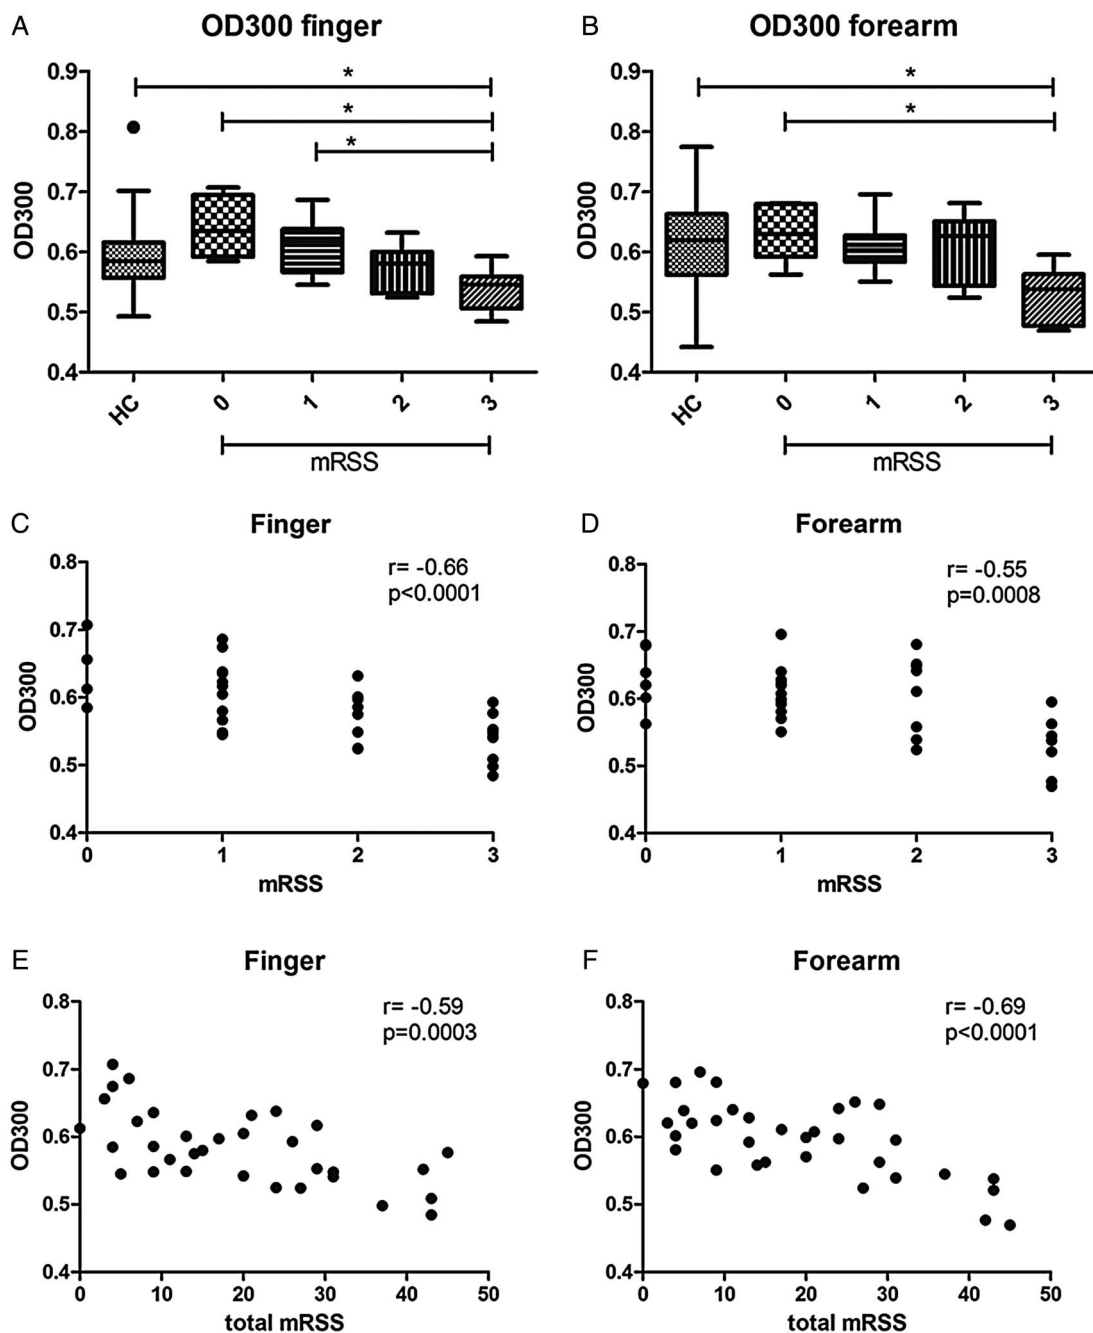 A
OD300 finger
OD300
0.9
0.8
0.7
0.6
0.5
0.4
*
*
*
HC
0
1
2
3
mRSS
B
OD300 forearm
OD300
0.9
0.8
0.7
0.6
0.5
0.4
*
*
HC
0
1
2
3
mRSS
C
Finger
r= -0.66
p<0.0001
OD300
0.8
0.7
0.6
0.5
0.4
0
1
2
3
mRSS
D
Forearm
r= -0.55
p=0.0008
OD300
0.8
0.7
0.6
0.5
0.4
0
1
2
3
mRSS
E
Finger
r= -0.59
p=0.0003
OD300
0.8
0.7
0.6
0.5
0.4
0
10
20
30
40
50
total mRSS
F
Forearm
r= -0.69
p<0.0001
OD300
0.8
0.7
0.6
0.5
0.4
0
10
20
30
40
50
total mRSS